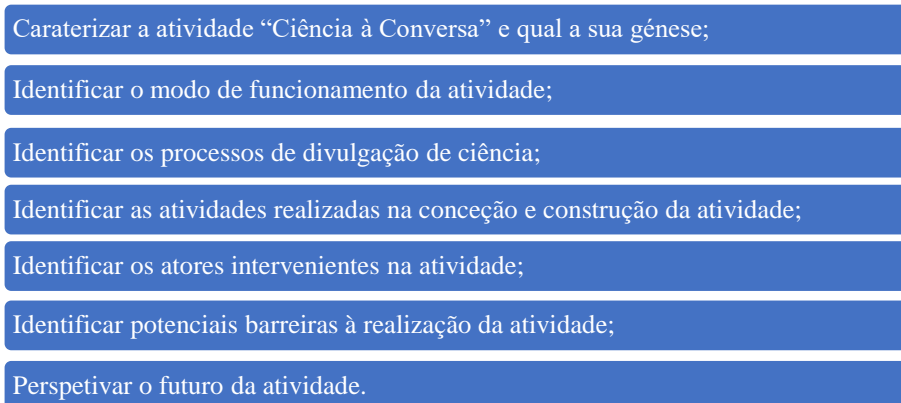 Caraterizar a atividade “Ciência à Conversa” e qual a sua génese;
Identificar o modo de funcionamento da atividade;
Identificar os processos de divulgação de ciência;
Identificar as atividades realizadas na conceção e construção da atividade;
Identificar os atores intervenientes na atividade;
Identificar potenciais barreiras à realização da atividade;
Perspetivar o futuro da atividade.